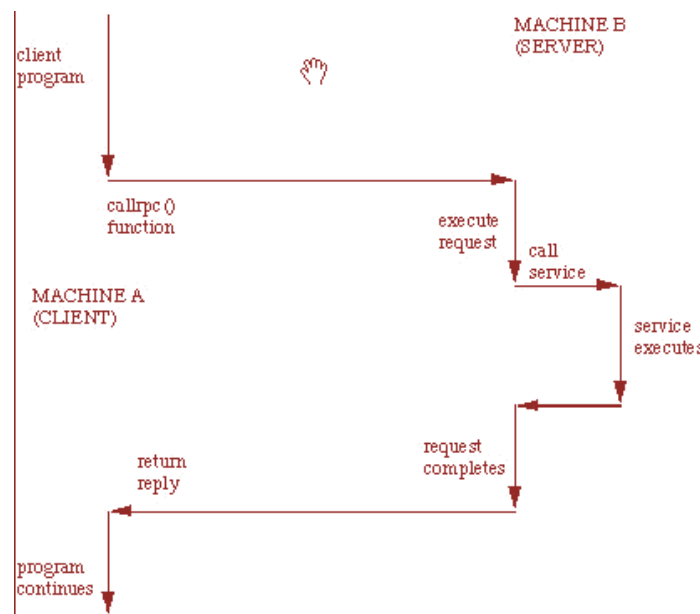 MACHINE B
(SERVER)
client
program
callrpc()
function
execute
request
call
service
MACHINE A
(CLIENT)
service
executes
request
completes
return
reply
program
continues